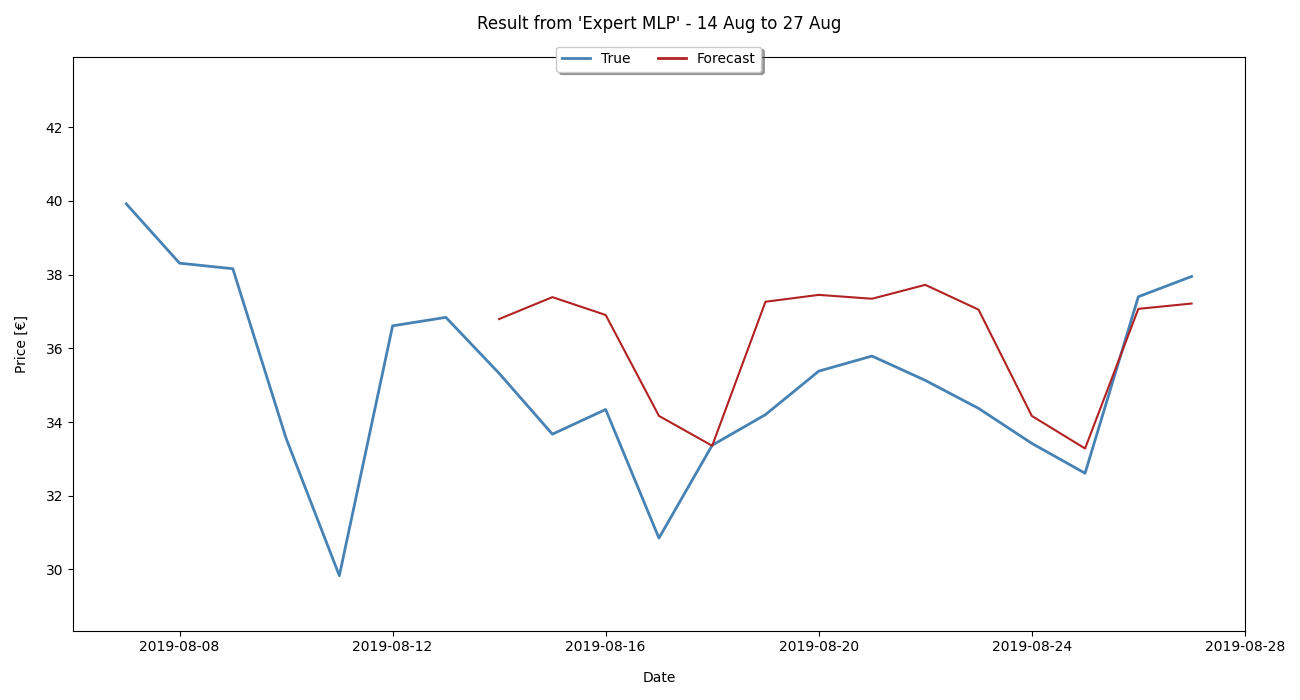 Result from 'Expert MLP' - 14 Aug to 27 Aug
True Forecast
Price [€]
42
40
38
36
34
32
30
2019-08-08 2019-08-12 2019-08-16 2019-08-20 2019-08-24 2019-08-28
Date